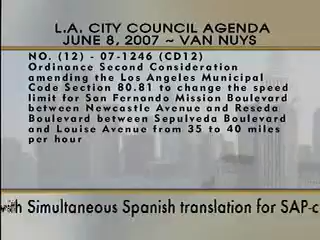 L.A. CITY COUNCIL AGENDA
JUNE 8, 2007 ~ VAN NUYS
NO. (12) - 07-1246 (CD12)
Ordinance Second Consideration
amending the Los Angeles Municipal
Code Section 80.81 to change the speed
limit for San Fernando Mission Boulevard
between Newcastle Avenue and Reseda
Boulevard between Sepulveda Boulevard
and Louise Avenue from 35 to 40 miles
per hour
with Simultaneous Spanish translation for SAP-c